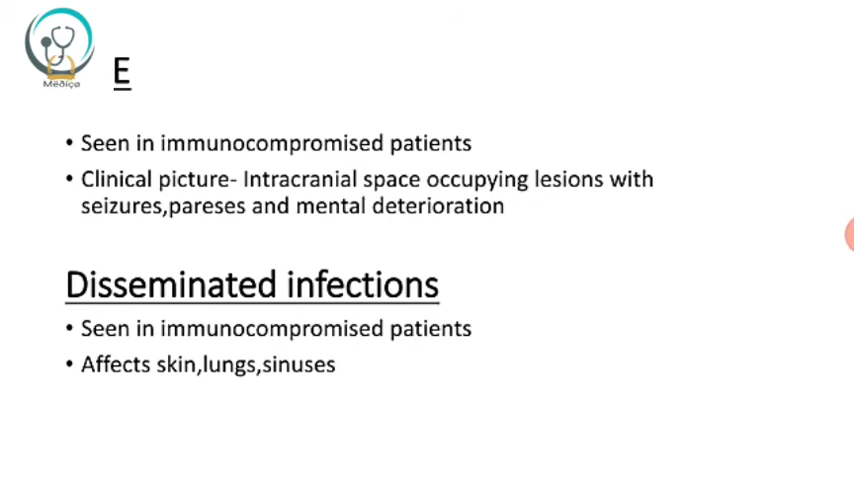 Mëðïçø
E
• Seen in immunocompromised patients
• Clinical picture- Intracranial space occupying lesions with
seizures,pareses and mental deterioration
Disseminated infections
• Seen in immunocompromised patients
• Affects skin,lungs,sinuses